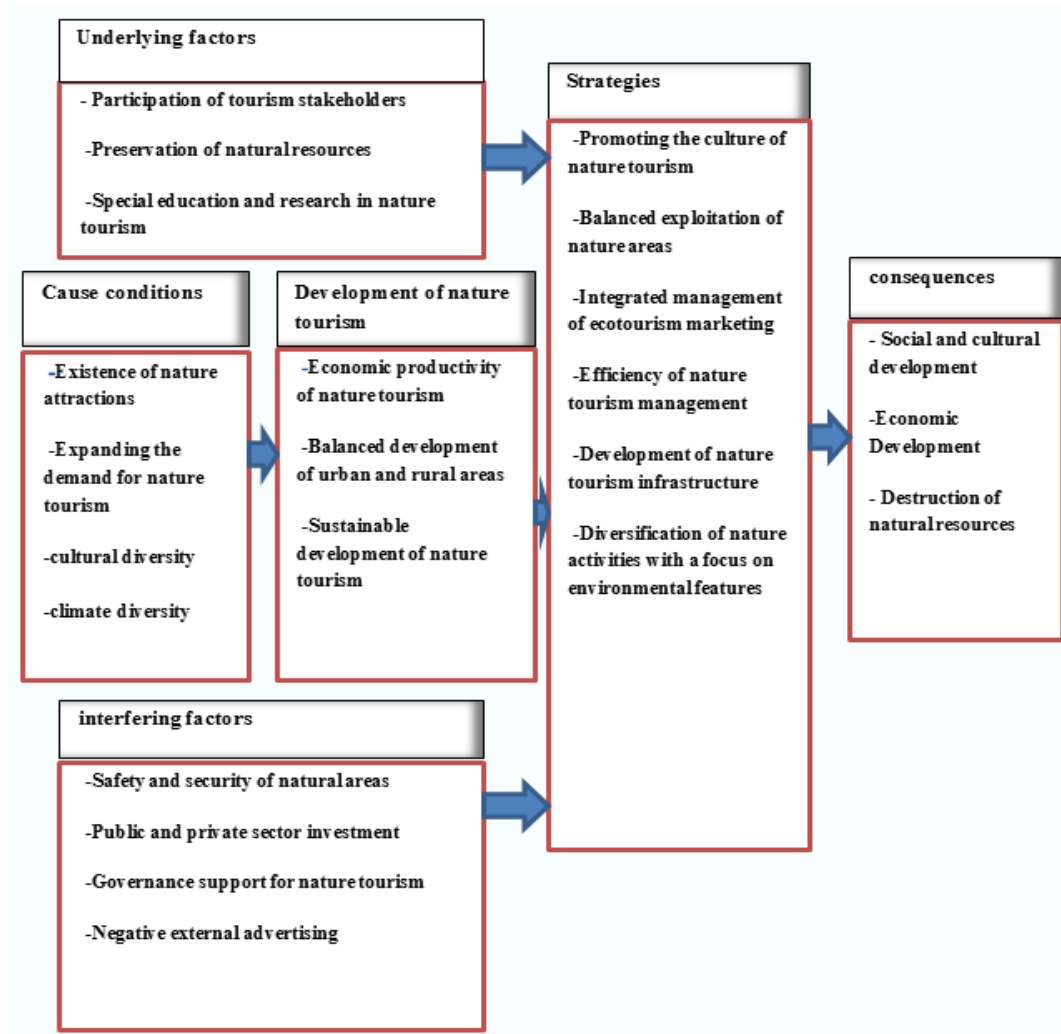 Underlying factors
- Participation of tourism stakeholders
-Preservation of natural resources
-Special education and research in nature
tourism
Cause conditions
-Existence of nature
attractions
-Expanding the
demand for nature
tourism
-cultural diversity
-climate diversity
Development of nature
tourism
-Economic productivity
of nature tourism
-Balanced development
of urban and rural areas
-Sustainable
development of nature
tourism
interfering factors
-Safety and security of natural areas
-Public and private sector investment
-Governance support for nature tourism
-Negative external advertising
Strategies
-Promoting the culture of
nature tourism
-Balanced exploitation of
nature areas
-Integrated management
of ecotourism marketing
-Efficiency of nature
tourism management
-Development of nature
tourism infrastructure
-Diversification of nature
activities with a focus on
environmental features
consequences
- Social and cultural
development
-Economic
Development
- Destruction of
natural resources